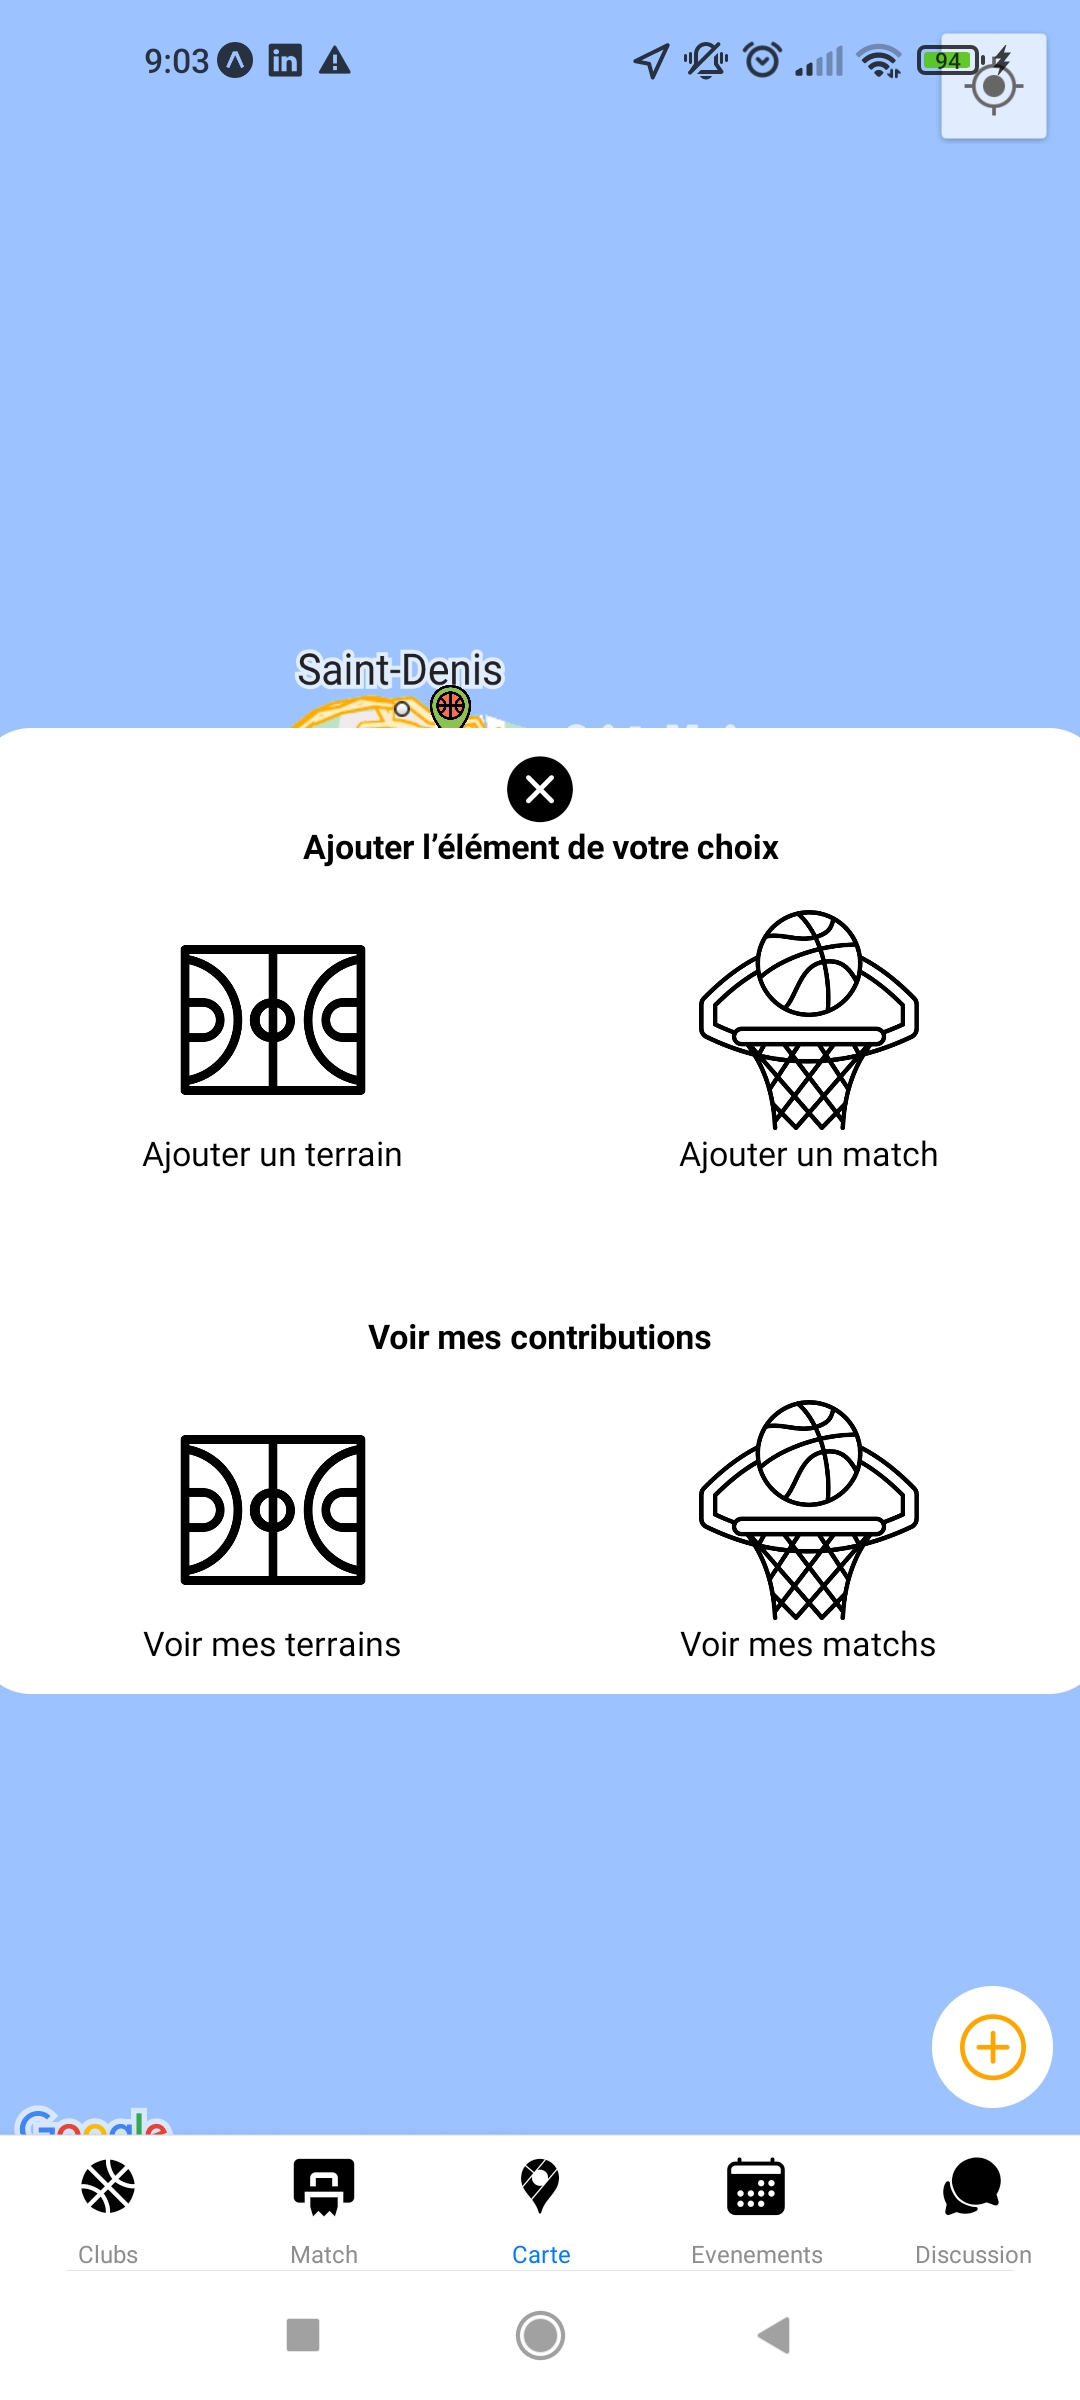 9:03
in
94
Saint-Denis
Ajouter l’élément de votre choix
Ajouter un terrain
Ajouter un match
Voir mes contributions
Voir mes terrains
Voir mes matchs
Google
Clubs
Match
Carte
Evenements
Discussion